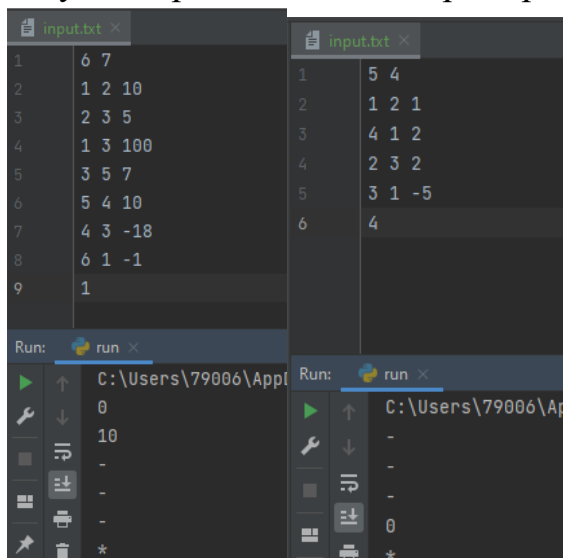 input.txt
1 6 7
2 1 2 10
3 2 3 5
4 1 3 100
5 3 5 7
6 5 4 10
7 4 3 -18
8 6 1 -1
9 1
Run: run
C:\Users\79006\App
0
10
-
-
-
*
input.txt
1 5 4
2 1 2 1
3 4 1 2
4 2 3 2
5 3 1 -5
6 4
Run: run
C:\Users\79006\Ap
-
-
-
0
*